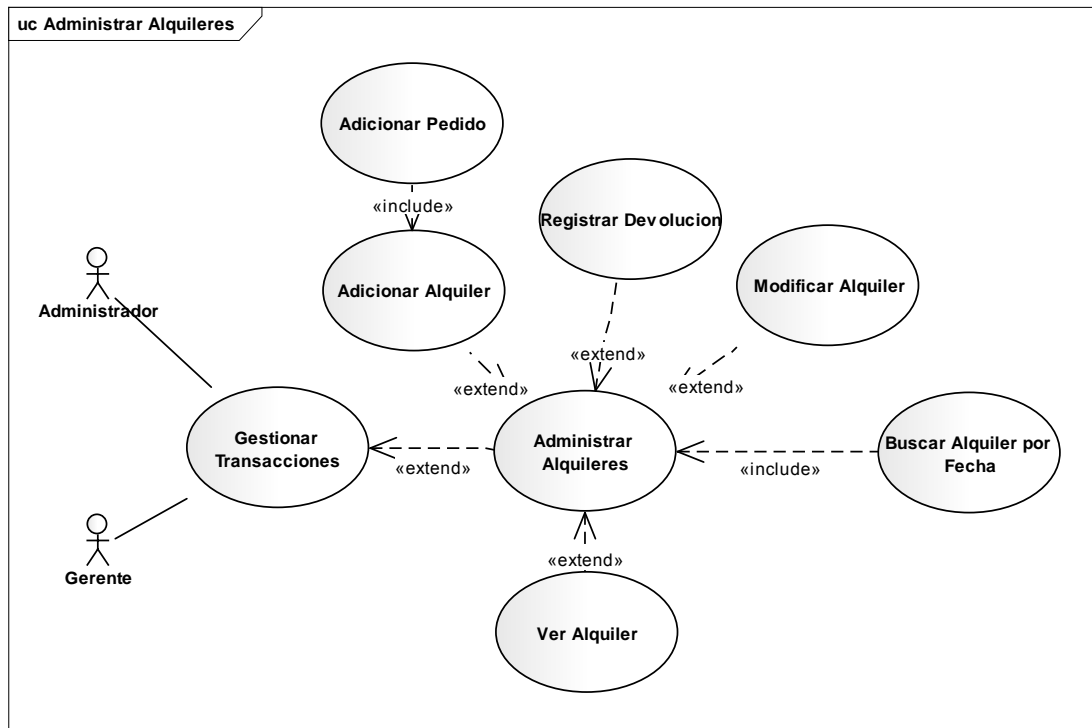 uc Administrar Alquileres
Adicionar Pedido
«include»
Registrar Devolucion
Adicionar Alquiler
Modificar Alquiler
Administrador
«extend»
«extend»
«extend»
Gestionar
Transacciones
«extend»
Administrar
Alquileres
«include»
Buscar Alquiler por
Fecha
Gerente
«extend»
Ver Alquiler